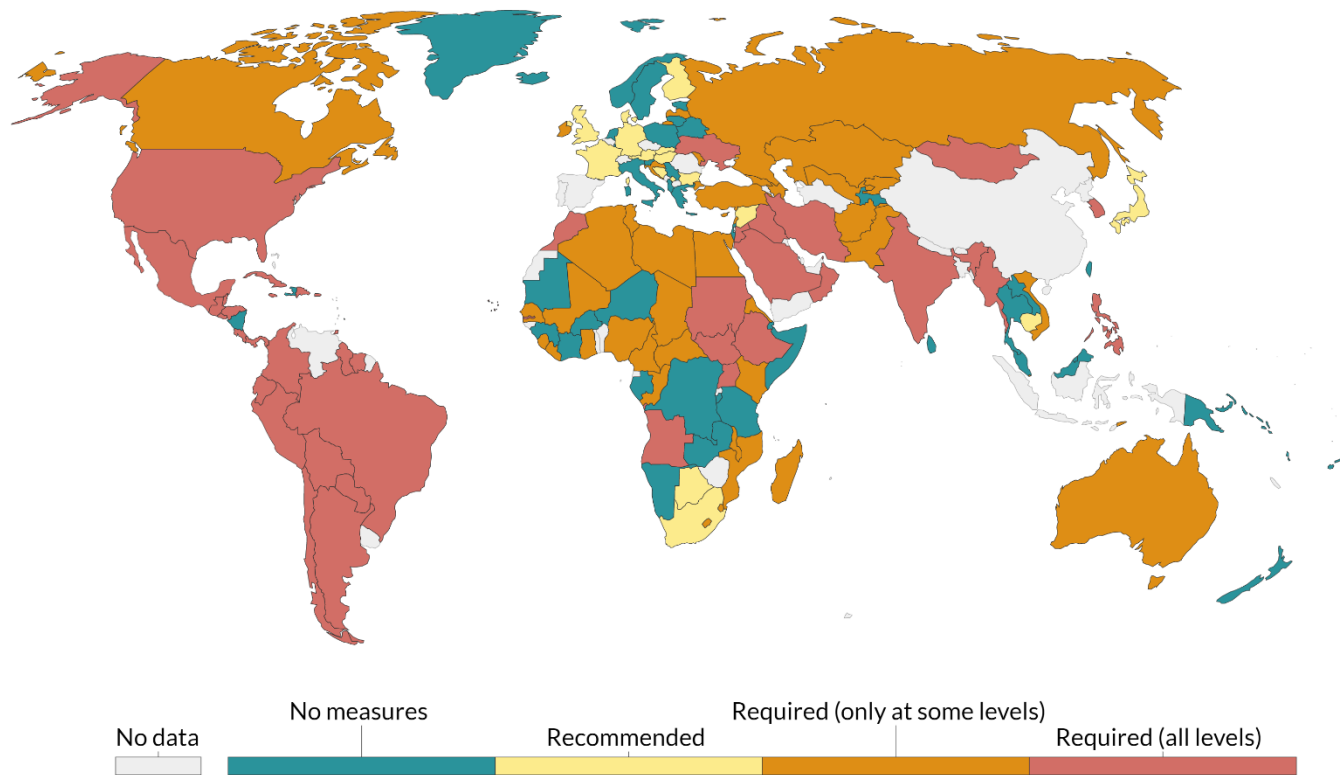 No measures
Required (only at some levels)
No data
Recommended
Required (all levels)